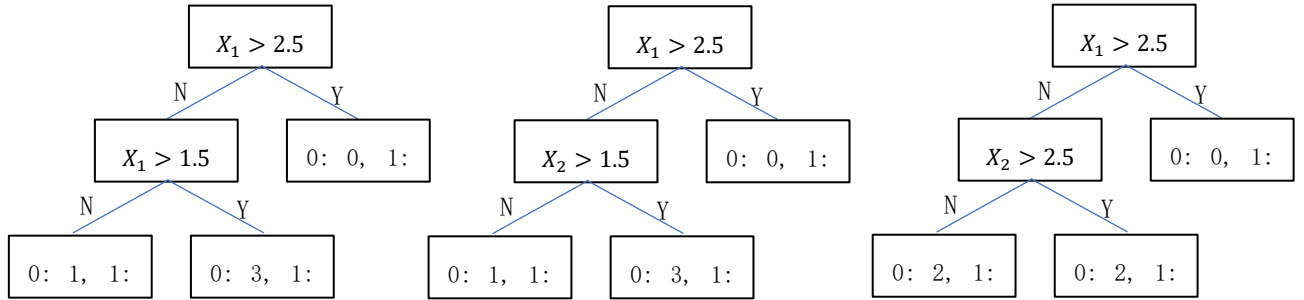 X₁ > 2.5
N
Y
X₁ > 1.5
0: 0, 1:
N
Y
0: 1, 1:
0: 3, 1:
X₁ > 2.5
N
Y
X₂ > 1.5
0: 0, 1:
N
Y
0: 1, 1:
0: 3, 1:
X₁ > 2.5
N
Y
X₂ > 2.5
0: 0, 1:
N
Y
0: 2, 1:
0: 2, 1: